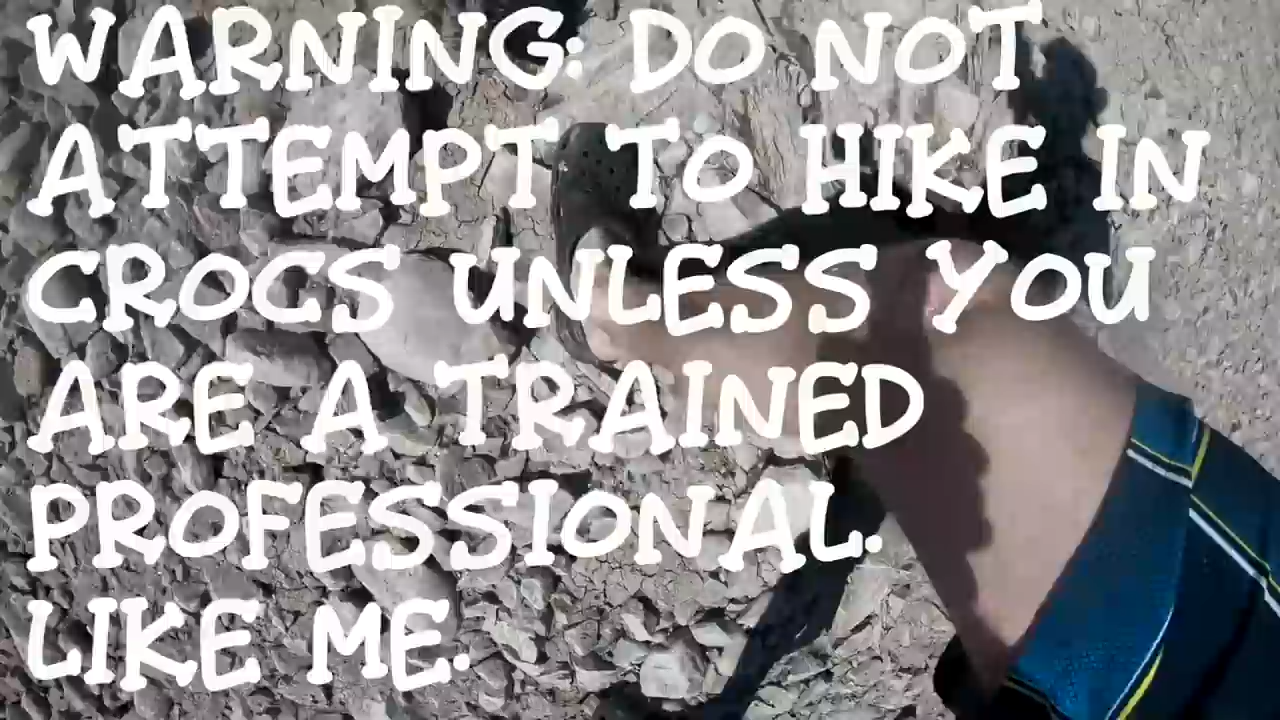 WARNING: DO NOT
ATTEMPT TO HIKE IN
CROCS UNLESS YOU
ARE A TRAINED
PROFESSIONAL.
LIKE ME.